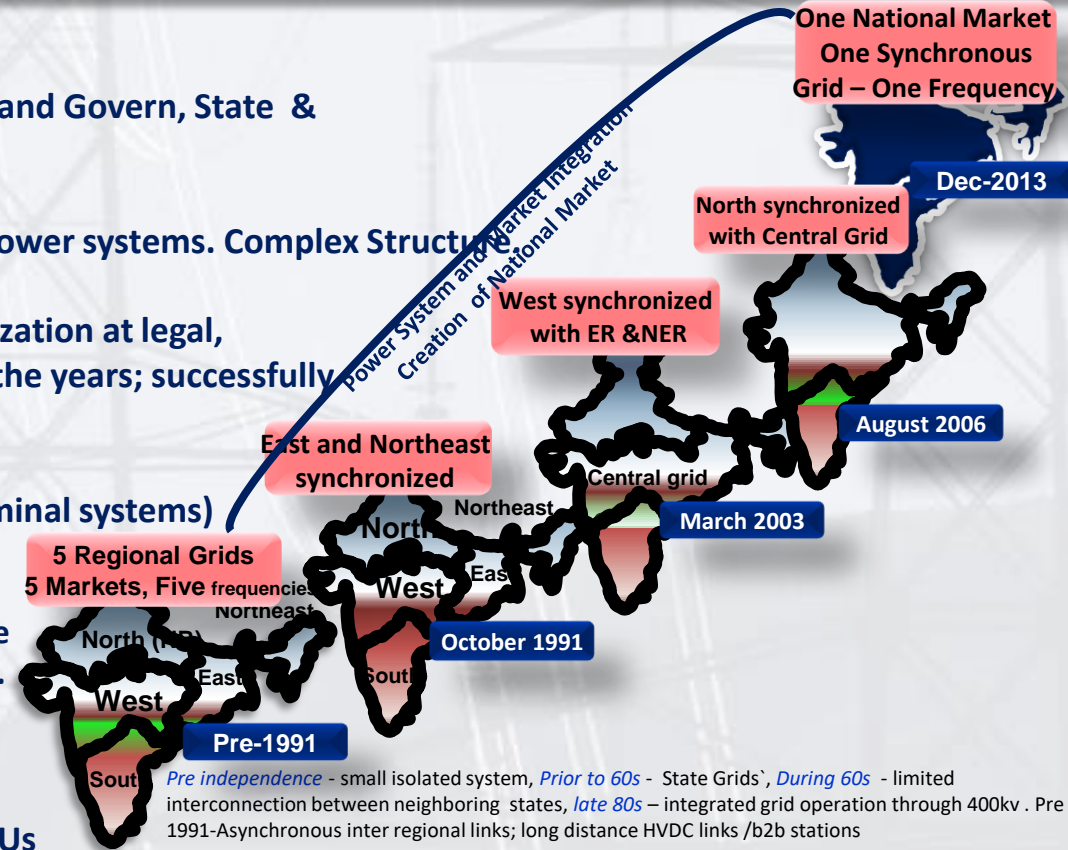 One National Market
One Synchronous
Grid – One Frequency
and Govern, State &
Dec-2013
North synchronized
with Central Grid
ower systems. Complex Structure.
Power System and Market Integration
Creation of National Market
West synchronized
with ER &NER
ization at legal,
the years; successfully
August 2006
East and Northeast
synchronized
Central grid
minal systems)
Northeast
North
March 2003
5 Regional Grids
5 Markets, Five frequencies
East
West
Northeast
e
North (NR)
October 1991
East
South
.
West
Pre-1991
South
Pre independence - small isolated system, Prior to 60s - State Grids`, During 60s - limited
interconnection between neighboring states, late 80s – integrated grid operation through 400kv . Pre
1991-Asynchronous inter regional links; long distance HVDC links /b2b stations
Us